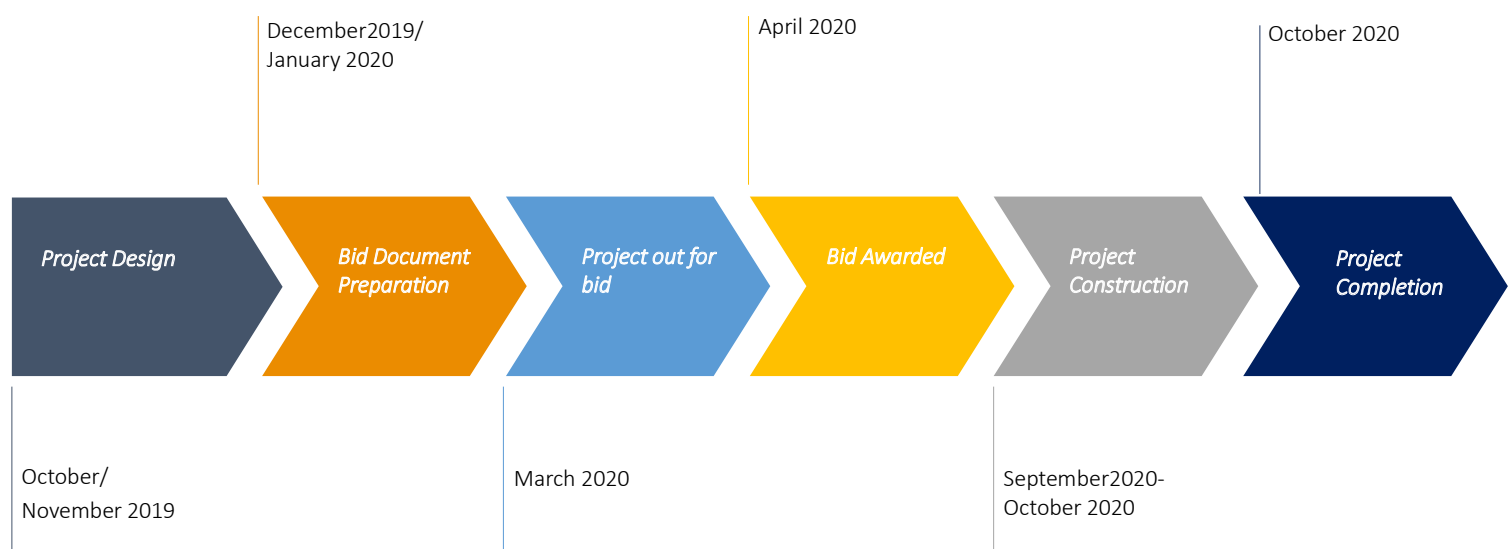 December2019/
January 2020
April 2020
October 2020
Project Design
Bid Document
Preparation
Project out for
bid
Bid Awarded
Project
Construction
Project
Completion
October/
November 2019
March 2020
September2020-
October 2020